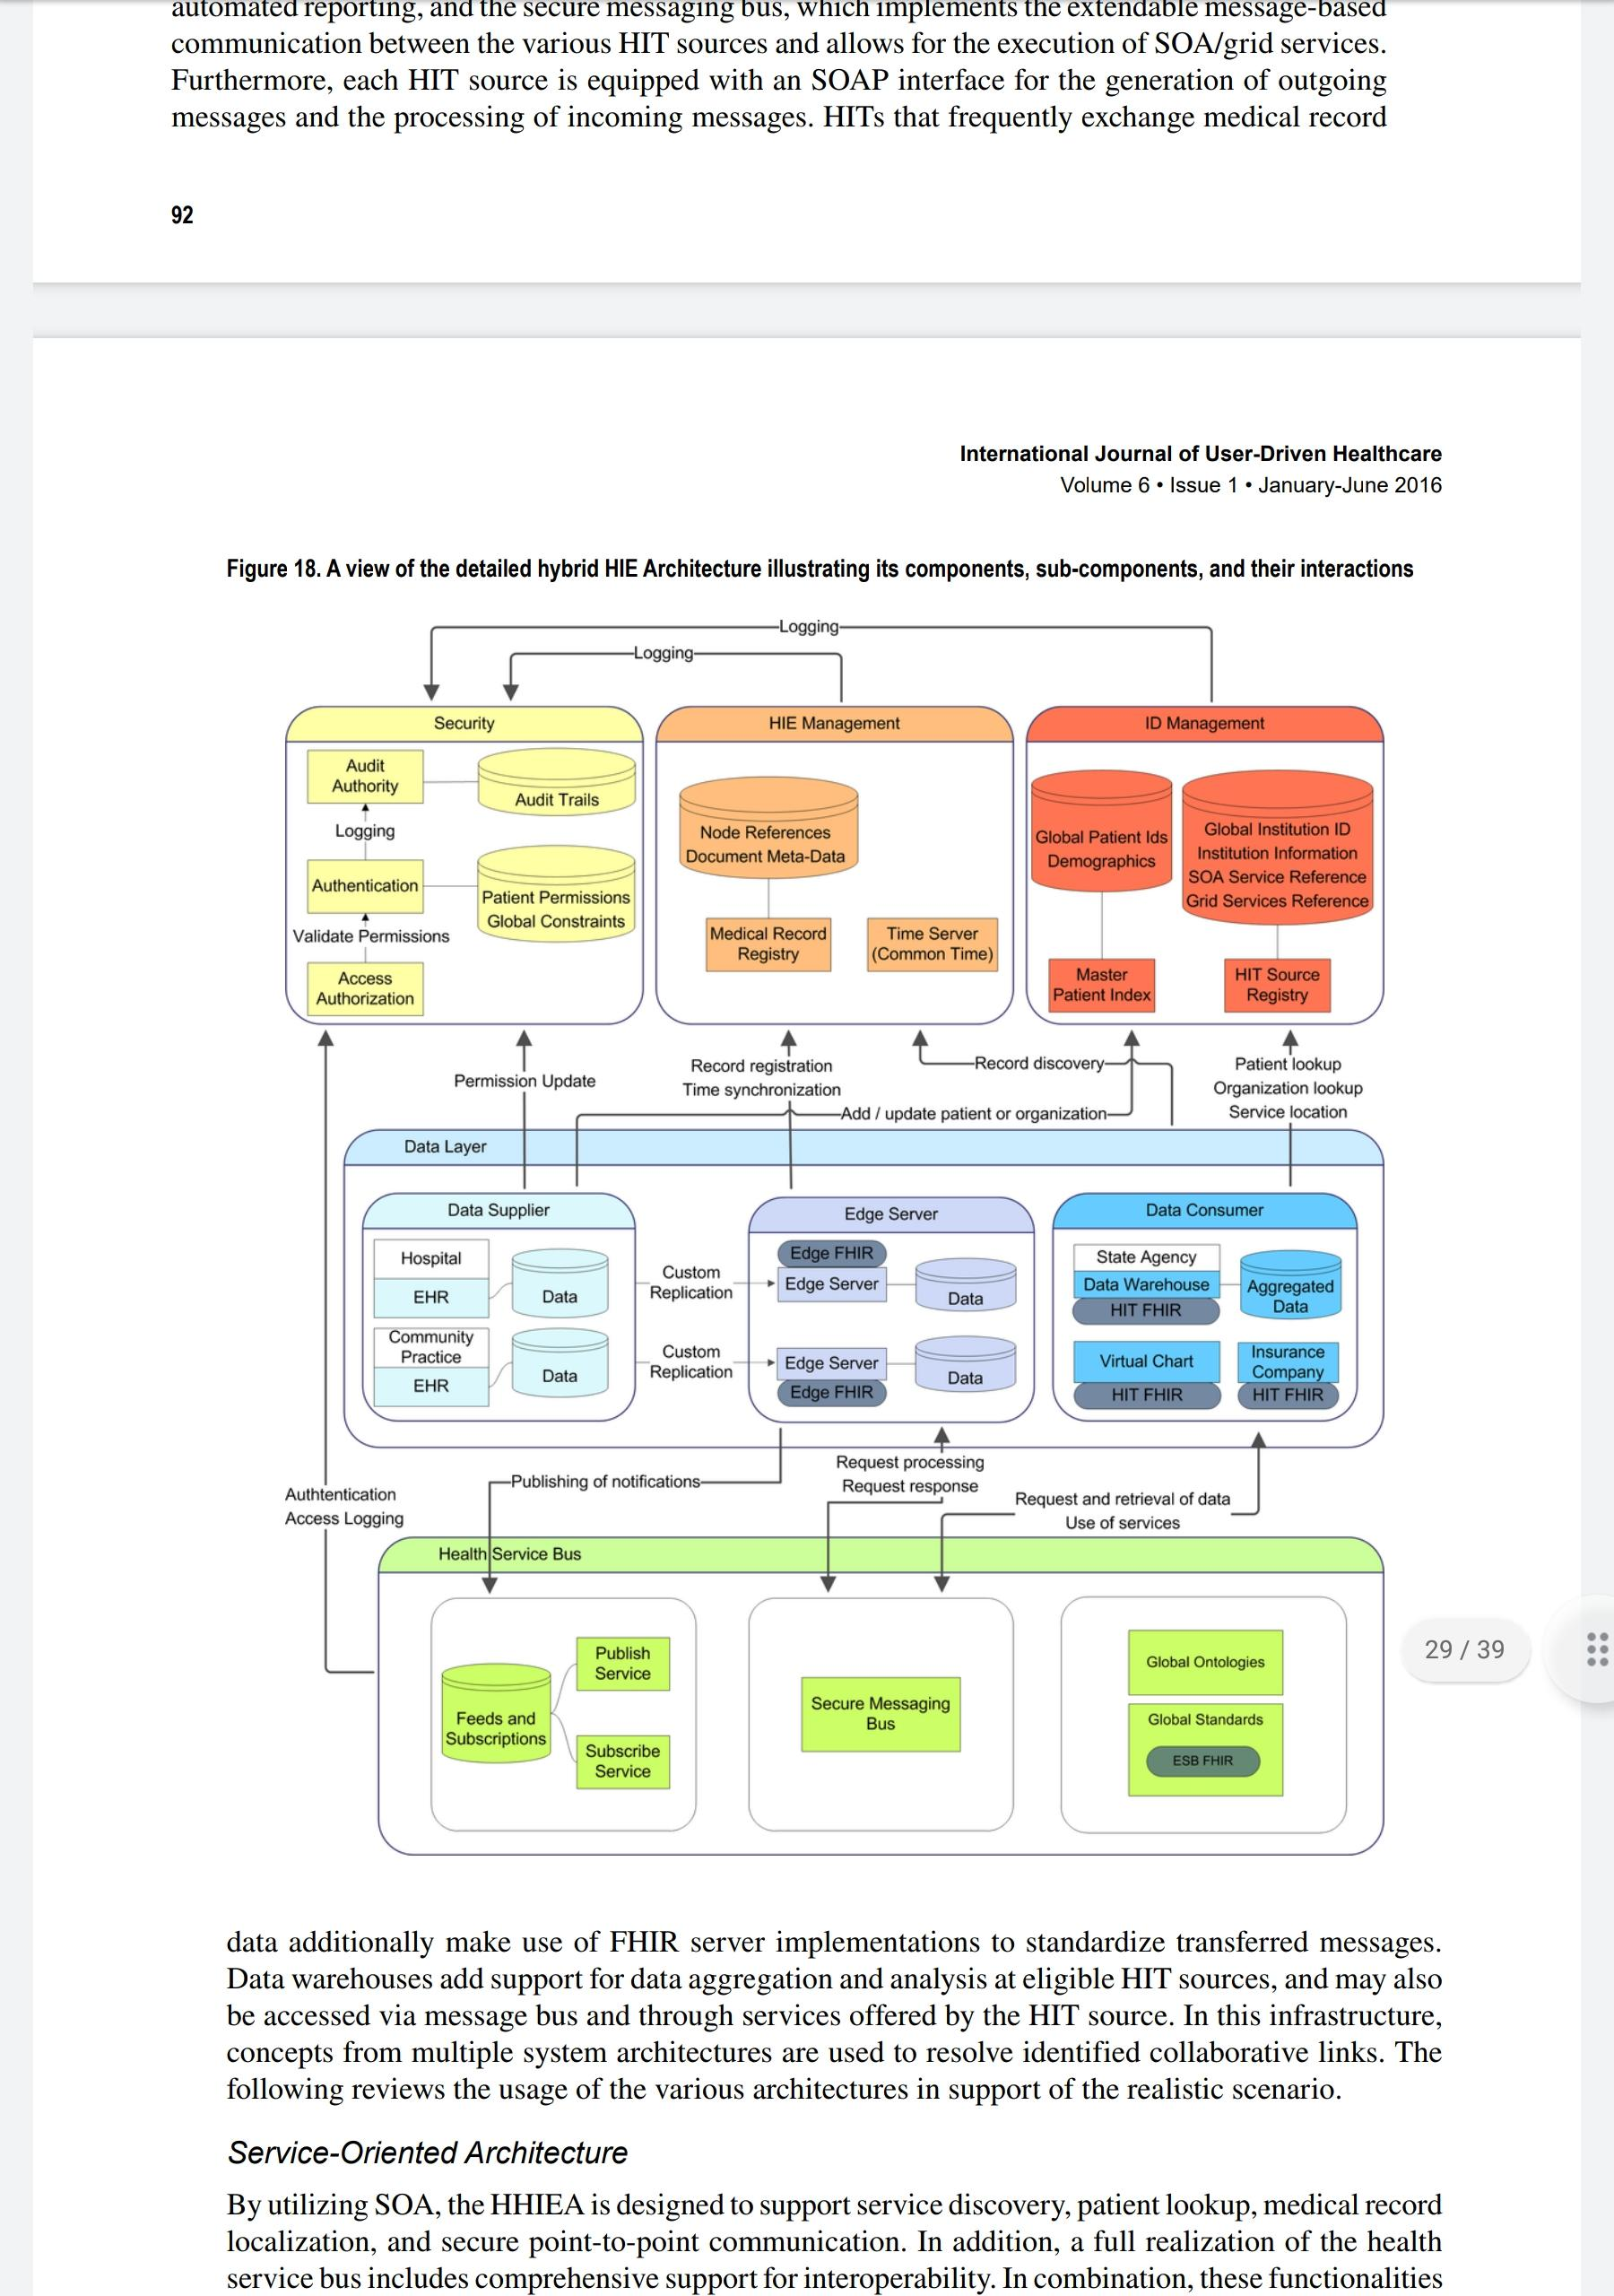 automated reporting, and the secure messaging bus, which implements the extendable message-based
communication between the various HIT sources and allows for the execution of SOA/grid services.
Furthermore, each HIT source is equipped with an SOAP interface for the generation of outgoing
messages and the processing of incoming messages. HITs that frequently exchange medical record
92
International Journal of User-Driven Healthcare
Volume 6 • Issue 1 • January-June 2016
Figure 18. A view of the detailed hybrid HIE Architecture illustrating its components, sub-components, and their interactions
Logging
Logging
Security
Audit
Authority
Audit Trails
Logging
Authentication
Patient Permissions
Global Constraints
Validate Permissions
Access
Authorization
HIE Management
Node References
Document Meta-Data
Medical Record
Registry
Time Server
(Common Time)
ID Management
Global Patient Ids
Demographics
Global Institution ID
Institution Information
SOA Service Reference
Grid Services Reference
Master
Patient Index
HIT Source
Registry
Permission Update
Record registration
Time synchronization
Record discovery
Add / update patient or organization
Patient lookup
Organization lookup
Service location
Data Layer
Data Supplier
Hospital
EHR
Data
Community
Practice
EHR
Data
Custom
Replication
Custom
Replication
Edge Server
Edge FHIR
Edge Server
Data
Edge Server
Edge FHIR
Data
Data Consumer
State Agency
Data Warehouse
HIT FHIR
Aggregated
Data
Virtual Chart
HIT FHIR
Insurance
Company
HIT FHIR
Publishing of notifications
Request processing
Request response
Request and retrieval of data
Use of services
Authtentication
Access Logging
Health Service Bus
Feeds and
Subscriptions
Publish
Service
Subscribe
Service
Secure Messaging
Bus
Global Ontologies
Global Standards
ESB FHIR
29 / 39
data additionally make use of FHIR server implementations to standardize transferred messages.
Data warehouses add support for data aggregation and analysis at eligible HIT sources, and may also
be accessed via message bus and through services offered by the HIT source. In this infrastructure,
concepts from multiple system architectures are used to resolve identified collaborative links. The
following reviews the usage of the various architectures in support of the realistic scenario.
Service-Oriented Architecture
By utilizing SOA, the HHIEA is designed to support service discovery, patient lookup, medical record
localization, and secure point-to-point communication. In addition, a full realization of the health
service bus includes comprehensive support for interoperability. In combination, these functionalities